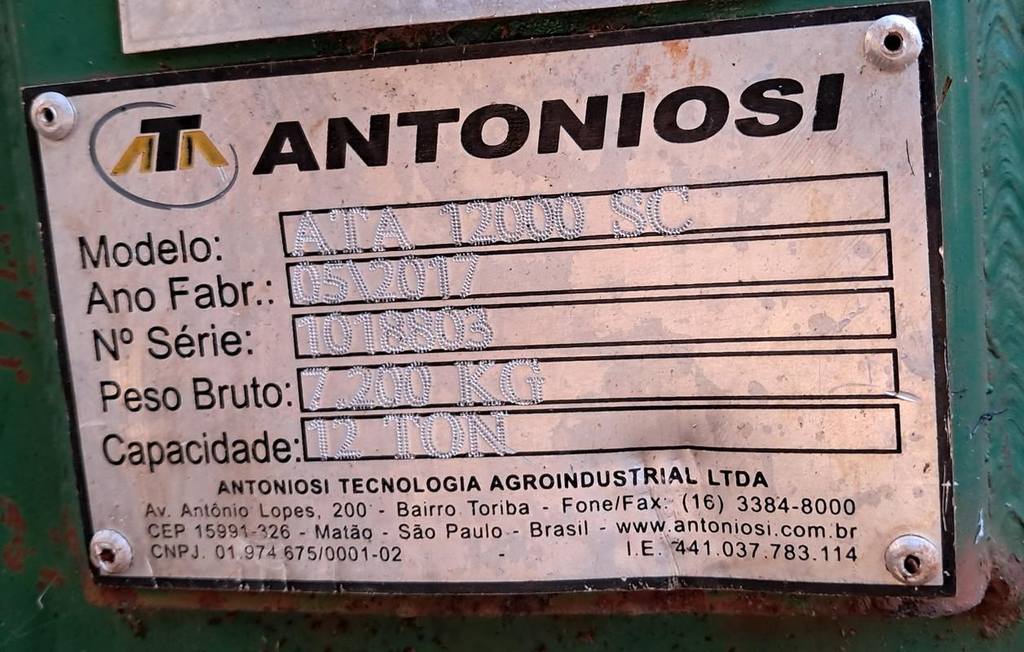 ATA ANTONIOSI
Modelo: ATA 12000 SC
Ano Fabr.: 05\2017
Nº Série: 1018803
Peso Bruto: 7.200 KG
Capacidade: 12 TON
ANTONIOSI TECNOLOGIA AGROINDUSTRIAL LTDA
Av. Antônio Lopes, 200 - Bairro Toriba - Fone/Fax: (16) 3384-8000
CEP 15991-326 - Matão - São Paulo - Brasil - www.antoniosi.com.br
CNPJ. 01.974.675/0001-02 - I.E. 441.037.783.114